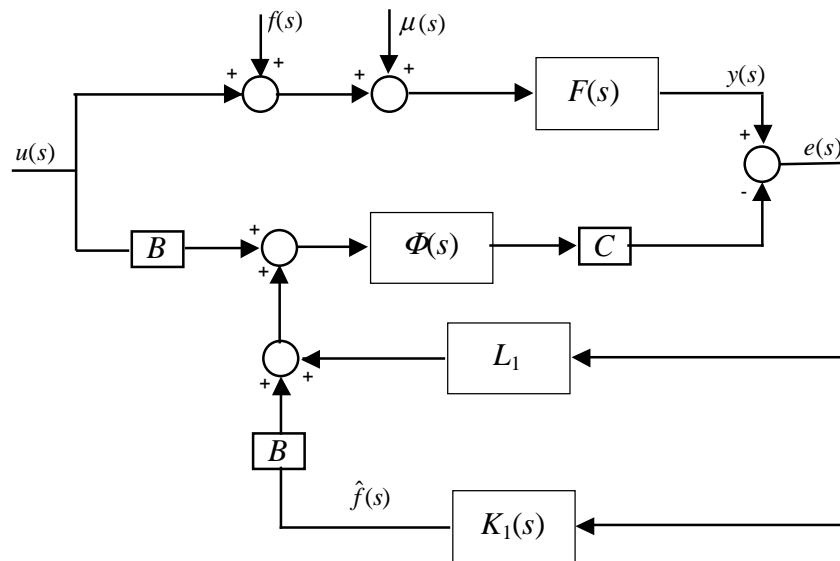 f(s)
μ(s)
+ +
+ +
F(s)
y(s)
u(s)
+
e(s)
-
B
+
+
Φ(s)
C
L₁
+ +
B
f̂(s)
K₁(s)